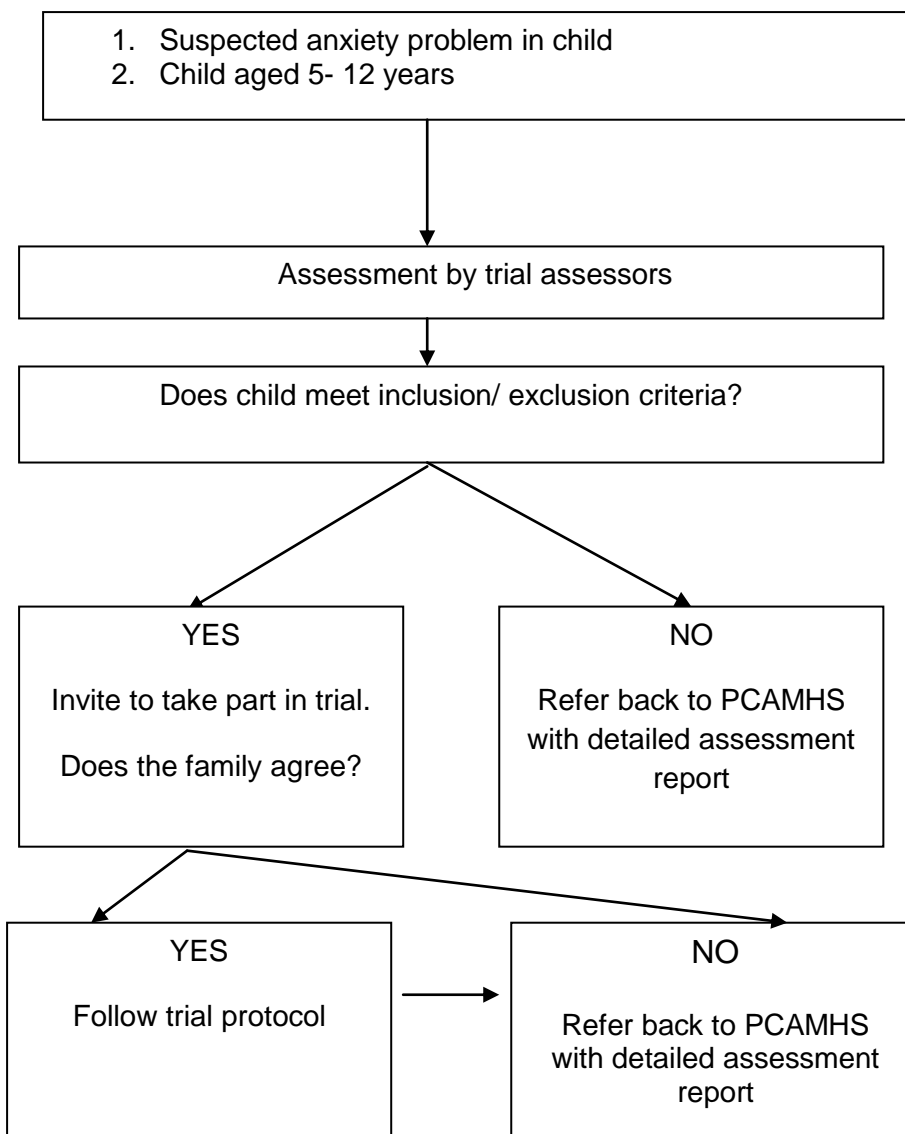 1. Suspected anxiety problem in child
2. Child aged 5- 12 years
Assessment by trial assessors
Does child meet inclusion/ exclusion criteria?
YES
Invite to take part in trial.
Does the family agree?
NO
Refer back to PCAMHS
with detailed assessment
report
YES
Follow trial protocol
NO
Refer back to PCAMHS
with detailed assessment
report